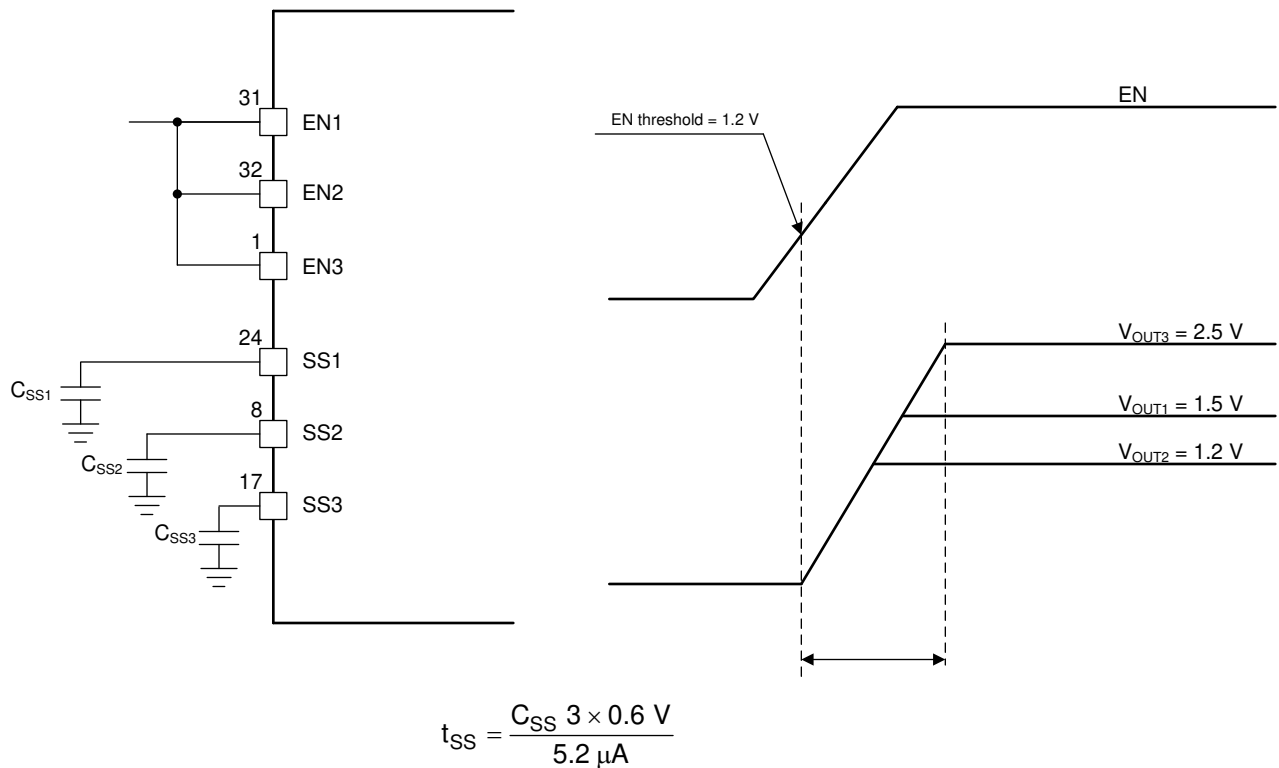 31
EN1
32
EN2
1
EN3
24
SS1
CSS1
8
SS2
CSS2
17
SS3
CSS3
EN
EN threshold = 1.2 V
VOUT3 = 2.5 V
VOUT1 = 1.5 V
VOUT2 = 1.2 V
tSS = CSS 3 × 0.6 V
5.2 μA